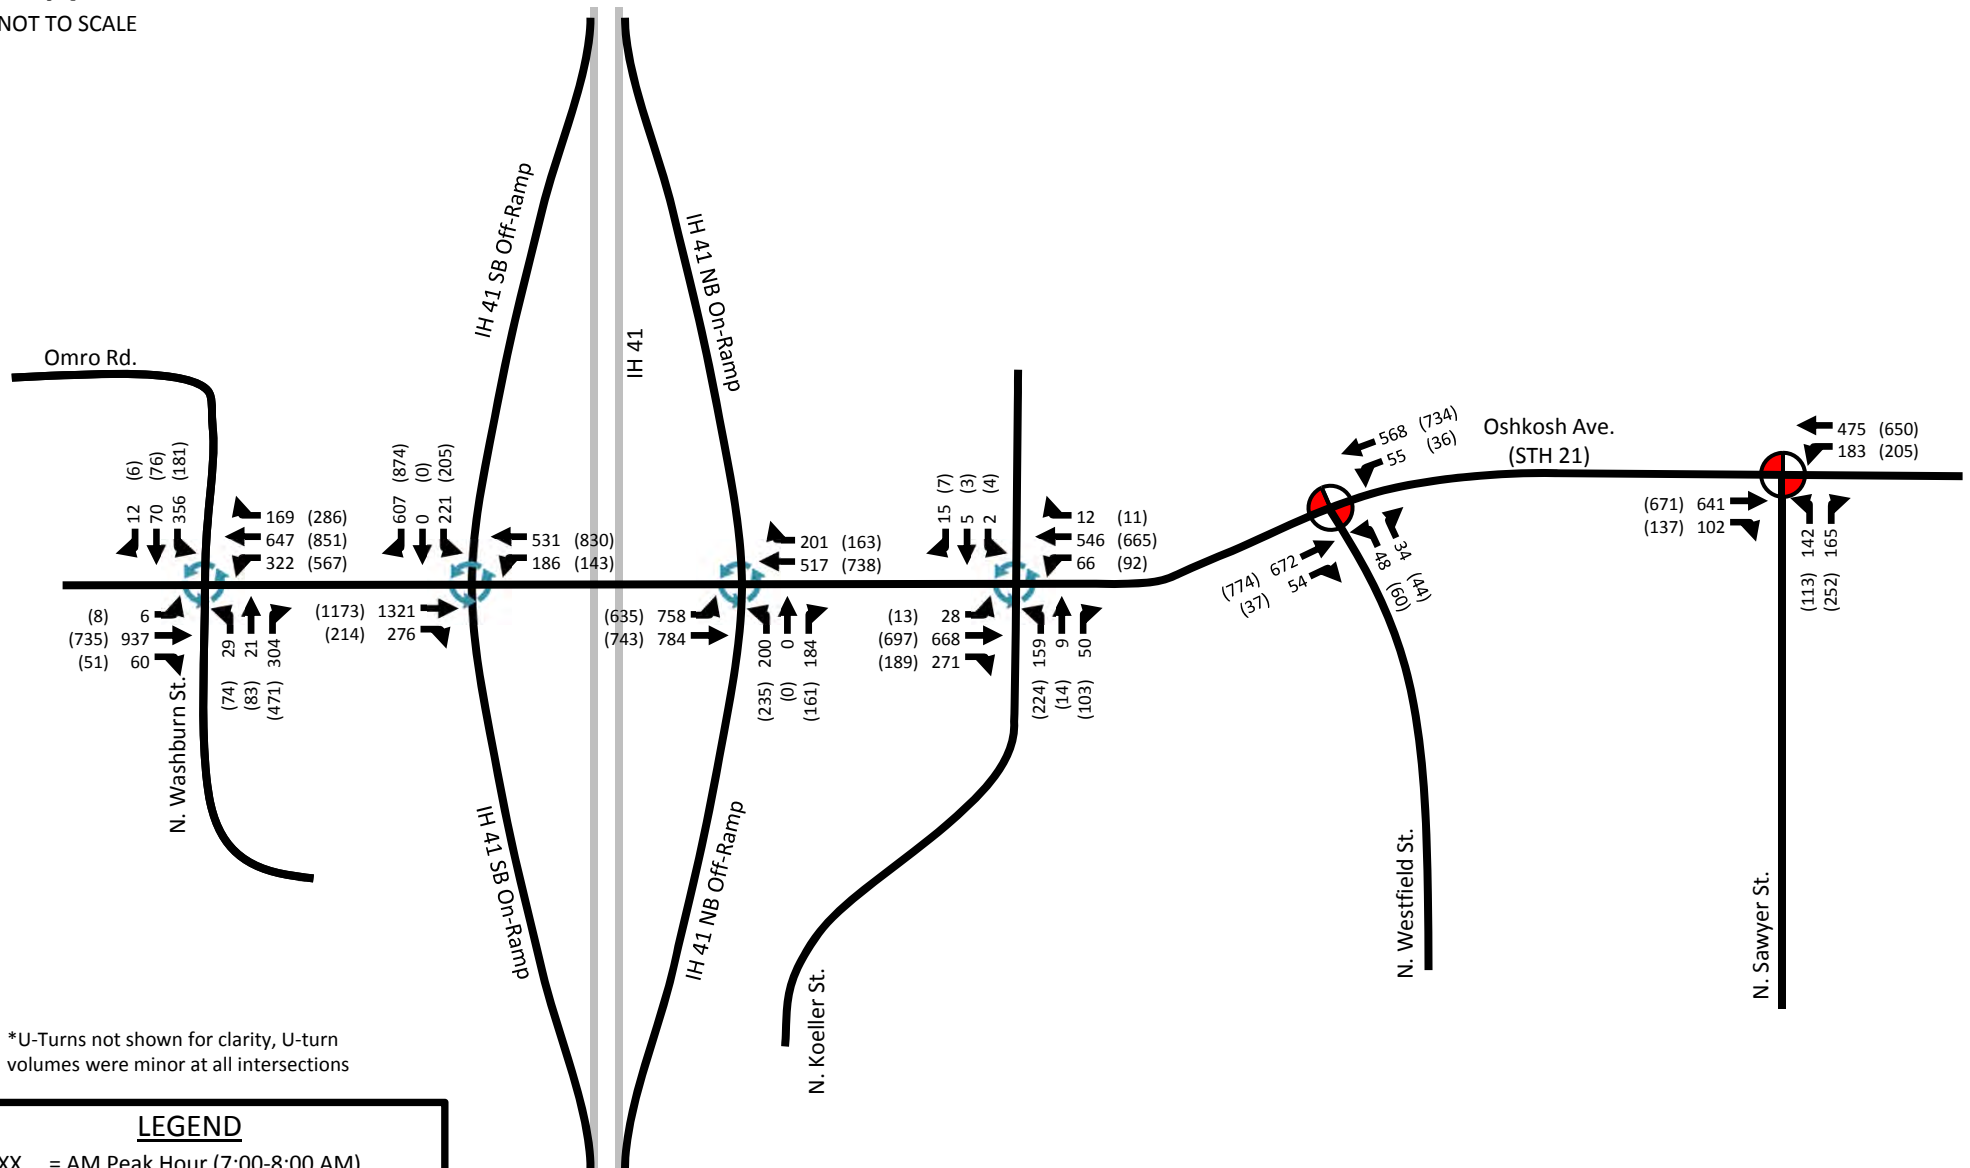 NOT TO SCALE
IH 41 SB Off-Ramp
IH 41 NB On-Ramp
IH 41
Omro Rd.
12 (6)
70 (76)
356 (181)
169 (286)
647 (851)
322 (567)
(8) 6
(735) 937
(51) 60
(74) 29
(83) 21
(471) 304
N. Washburn St.
607 (874)
0 (0)
221 (205)
531 (830)
186 (143)
(1173) 1321
(214) 276
201 (163)
517 (738)
(635) 758
(743) 784
(235) 200
(0) 0
(161) 184
15 (7)
5 (3)
2 (4)
12 (11)
546 (665)
66 (92)
(13) 28
(697) 668
(189) 271
(224) 159
(14) 9
(103) 50
568 (734)
55 (36)
(774) 672
(37) 54
48 (60)
34 (44)
Oshkosh Ave.
(STH 21)
475 (650)
183 (205)
(671) 641
(137) 102
(113) 142
(252) 165
IH 41 SB On-Ramp
IH 41 NB Off-Ramp
N. Koeller St.
N. Westfield St.
N. Sawyer St.
*U-Turns not shown for clarity, U-turn
volumes were minor at all intersections
LEGEND
XX = AM Peak Hour (7:00-8:00 AM)